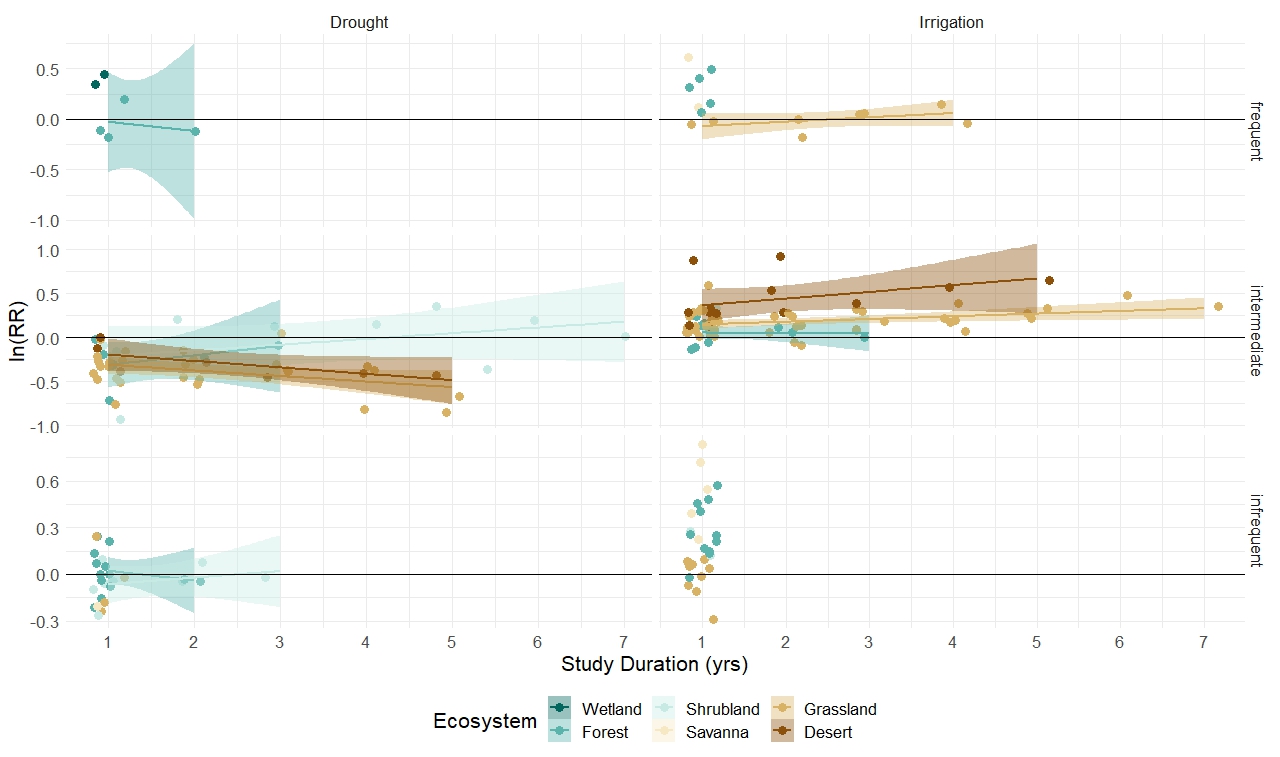 Drought Irrigation
0.5
0.0
-0.5
-1.0
frequent
1.0
0.5
0.0
-0.5
-1.0
intermediate
0.6
0.3
0.0
-0.3
infrequent
ln(RR)
1 2 3 4 5 6 7 1 2 3 4 5 6 7
Study Duration (yrs)
Ecosystem
Wetland Shrubland Grassland
Forest Savanna Desert